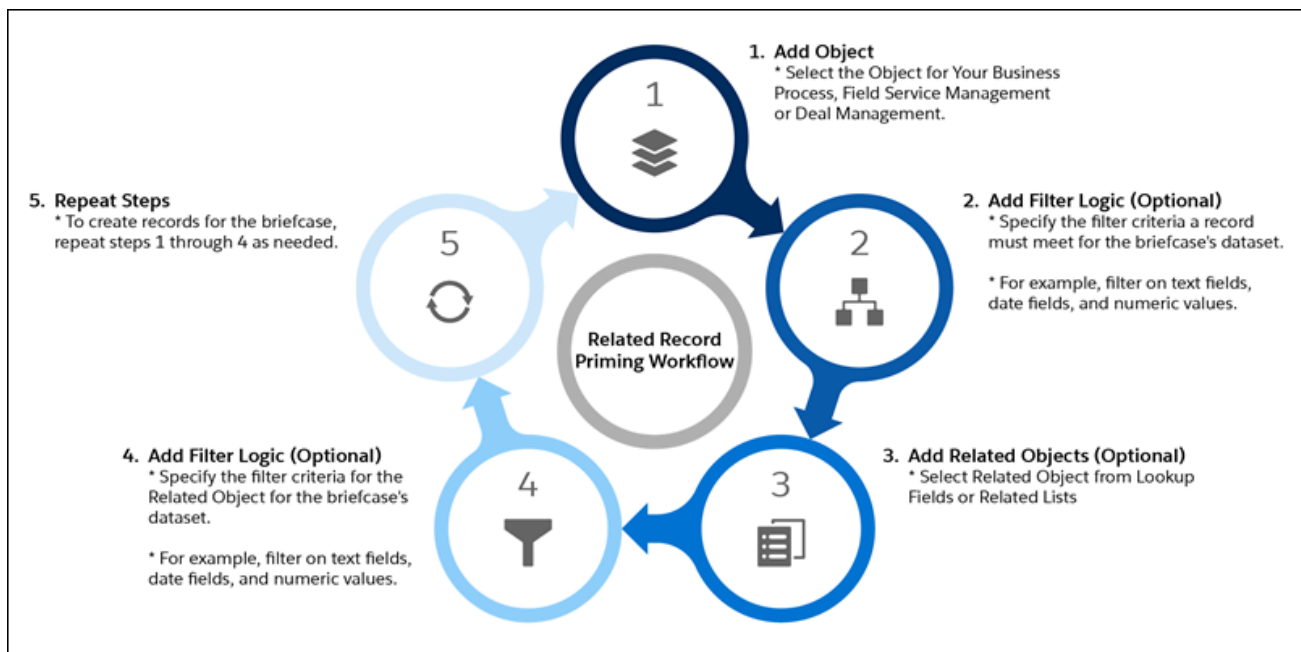 1
1. Add Object
* Select the Object for Your Business
Process, Field Service Management
or Deal Management.
2
2. Add Filter Logic (Optional)
* Specify the filter criteria a record
must meet for the briefcase's dataset.
* For example, filter on text fields,
date fields, and numeric values.
3
3. Add Related Objects (Optional)
* Select Related Object from Lookup
Fields or Related Lists
4
4. Add Filter Logic (Optional)
* Specify the filter criteria for the
Related Object for the briefcase's
dataset.
* For example, filter on text fields,
date fields, and numeric values.
5
5. Repeat Steps
* To create records for the briefcase,
repeat steps 1 through 4 as needed.
Related Record
Priming Workflow